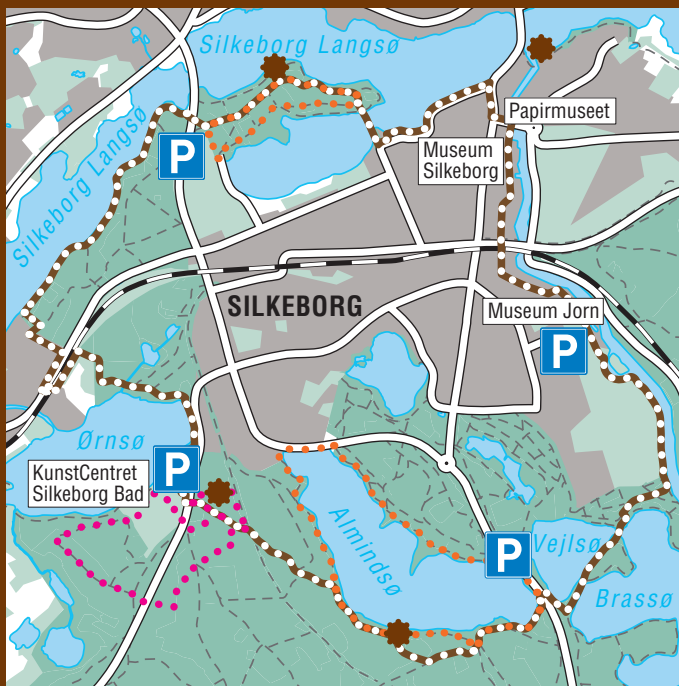 Silkeborg Langsø
Papirmuseet
Museum
Silkeborg
P
Silkeborg Langsø
SILKEBORG
Museum Jorn
P
Ørnsø
KunstCentret
Silkeborg Bad
P
Almindsø
P
Vejlsø
Brassø